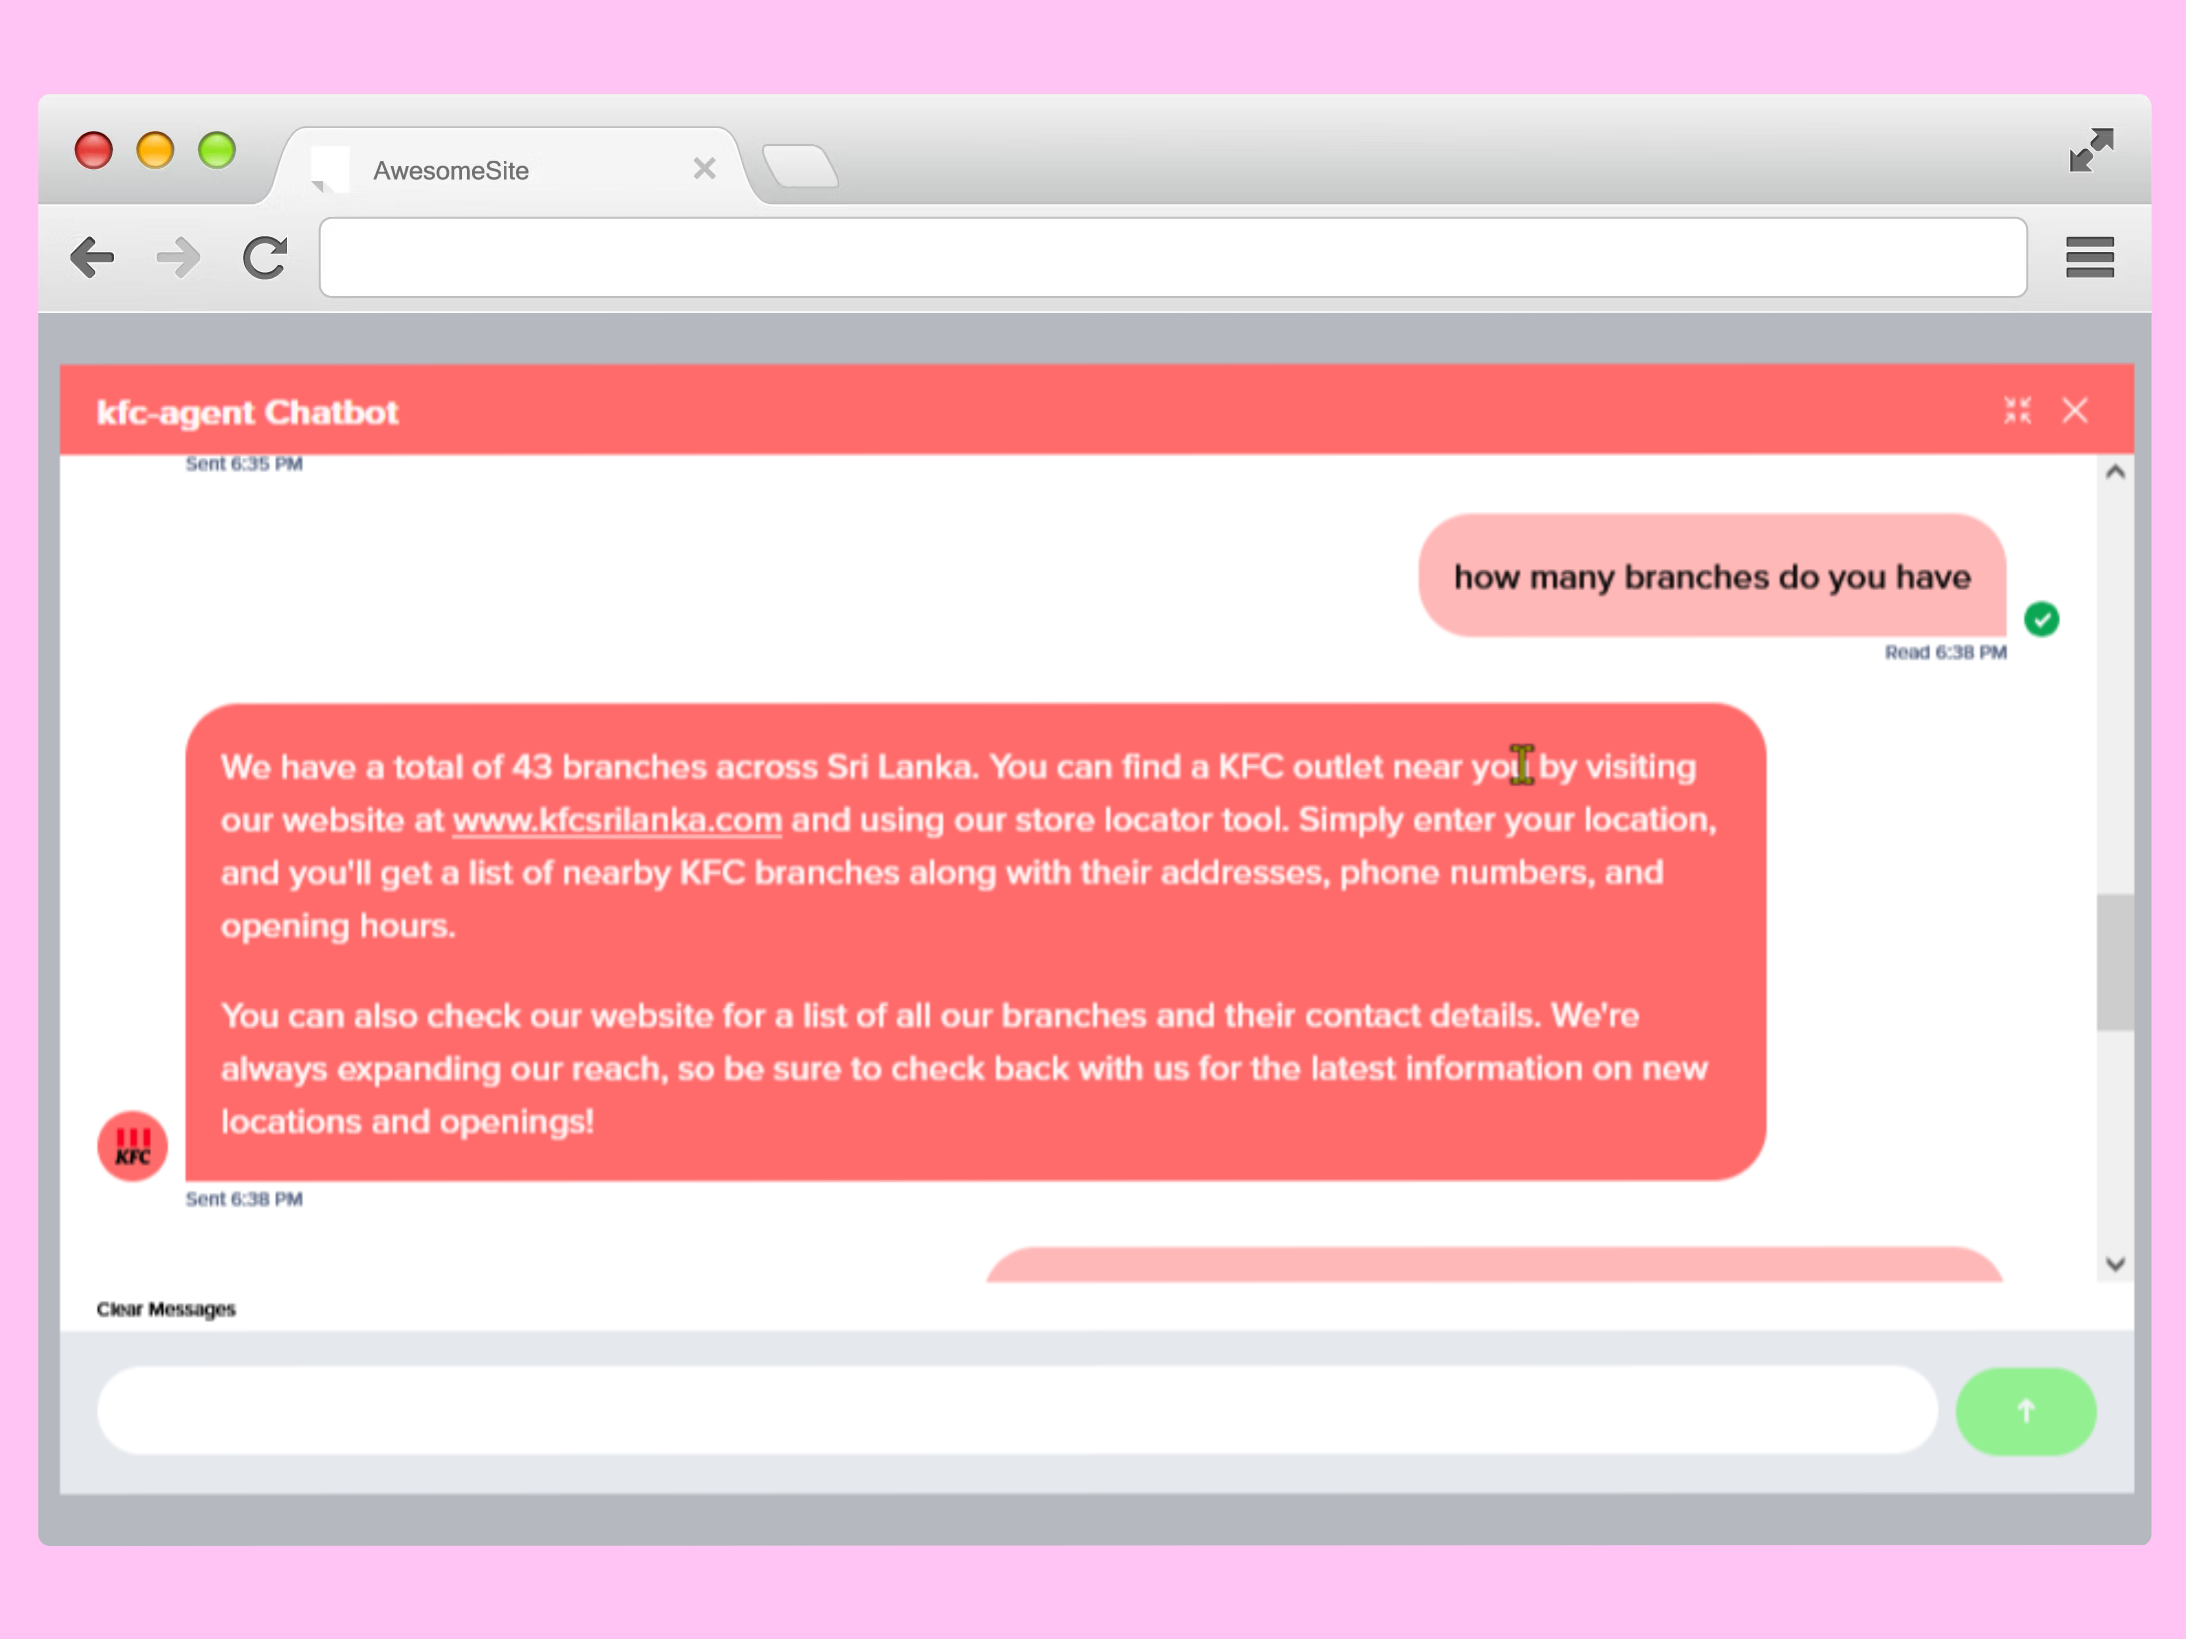 AwesomeSite
kfc-agent Chatbot
Sent 6:35 PM
how many branches do you have
Read 6:38 PM
We have a total of 43 branches across Sri Lanka. You can find a KFC outlet near you by visiting
our website at www.kfcsrilanka.com and using our store locator tool. Simply enter your location,
and you'll get a list of nearby KFC branches along with their addresses, phone numbers, and
opening hours.
You can also check our website for a list of all our branches and their contact details. We're
always expanding our reach, so be sure to check back with us for the latest information on new
locations and openings!
KFC
Sent 6:38 PM
Clear Messages